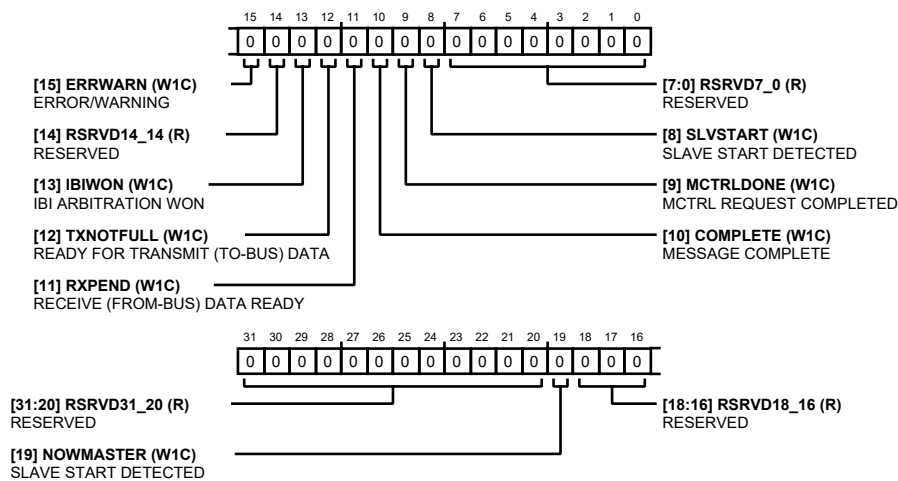 15 14 13 12 11 10 9 8 7 6 5 4 3 2 1 0
0 0 0 0 0 0 0 0 0 0 0 0 0 0 0 0
[15] ERRWARN (W1C)
ERROR/WARNING
[14] RSRVD14_14 (R)
RESERVED
[13] IBIWON (W1C)
IBI ARBITRATION WON
[12] TXNOTFULL (W1C)
READY FOR TRANSMIT (TO-BUS) DATA
[11] RXPEND (W1C)
RECEIVE (FROM-BUS) DATA READY
[7:0] RSRVD7_0 (R)
RESERVED
[8] SLVSTART (W1C)
SLAVE START DETECTED
[9] MCTRLDONE (W1C)
MCTRL REQUEST COMPLETED
[10] COMPLETE (W1C)
MESSAGE COMPLETE
31 30 29 28 27 26 25 24 23 22 21 20 19 18 17 16
0 0 0 0 0 0 0 0 0 0 0 0 0 0 0 0
[31:20] RSRVD31_20 (R)
RESERVED
[19] NOWMASTER (W1C)
SLAVE START DETECTED
[18:16] RSRVD18_16 (R)
RESERVED